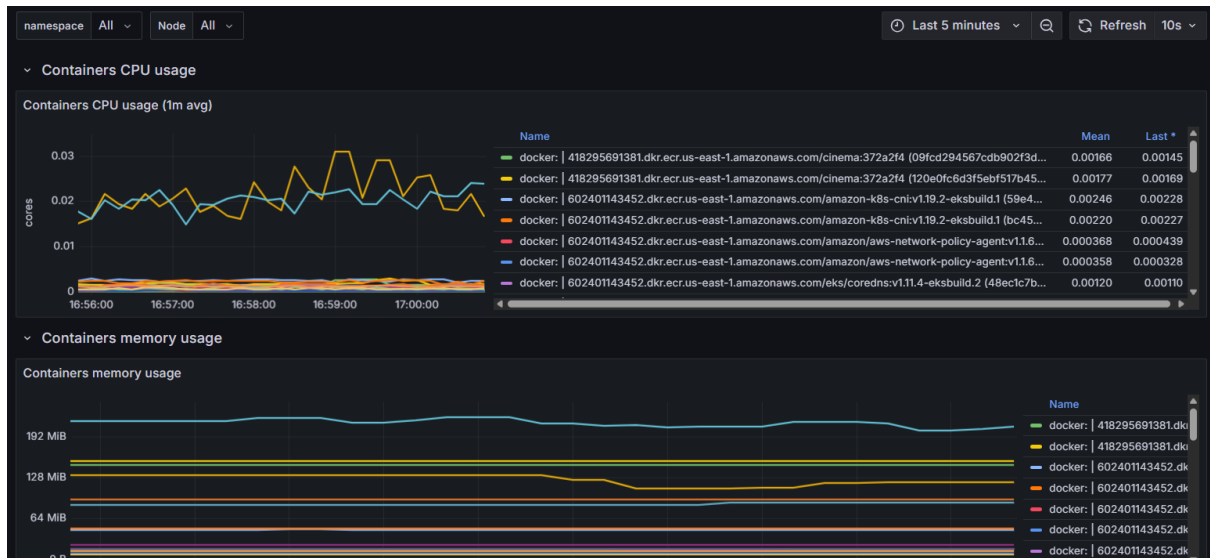 namespace All Node All Last 5 minutes Refresh 10s
Containers CPU usage
Containers CPU usage (1m avg)
cores
0.03
0.02
0.01
0
16:56:00 16:57:00 16:58:00 16:59:00 17:00:00
Name Mean Last *
docker: | 418295691381.dkr.ecr.us-east-1.amazonaws.com/cinema:372a2f4 (09fcd294567cdb902f3d... 0.00166 0.00145
docker: | 418295691381.dkr.ecr.us-east-1.amazonaws.com/cinema:372a2f4 (120e0fc6d3f5ebf517b45... 0.00177 0.00169
docker: | 602401143452.dkr.ecr.us-east-1.amazonaws.com/amazon-k8s-cni:v1.19.2-eksbuild.1 (59e4... 0.00246 0.00228
docker: | 602401143452.dkr.ecr.us-east-1.amazonaws.com/amazon-k8s-cni:v1.19.2-eksbuild.1 (bc45... 0.00220 0.00227
docker: | 602401143452.dkr.ecr.us-east-1.amazonaws.com/amazon/aws-network-policy-agent:v1.1.6... 0.000368 0.000439
docker: | 602401143452.dkr.ecr.us-east-1.amazonaws.com/amazon/aws-network-policy-agent:v1.1.6... 0.000358 0.000328
docker: | 602401143452.dkr.ecr.us-east-1.amazonaws.com/eks/coredns:v1.11.4-eksbuild.2 (48ec1c7b... 0.00120 0.00110
Containers memory usage
Containers memory usage
192 MiB
128 MiB
64 MiB
0 B
Name
docker: | 418295691381.dkr
docker: | 418295691381.dkr
docker: | 602401143452.dk
docker: | 602401143452.dk
docker: | 602401143452.dk
docker: | 602401143452.dk
docker: | 602401143452.dk